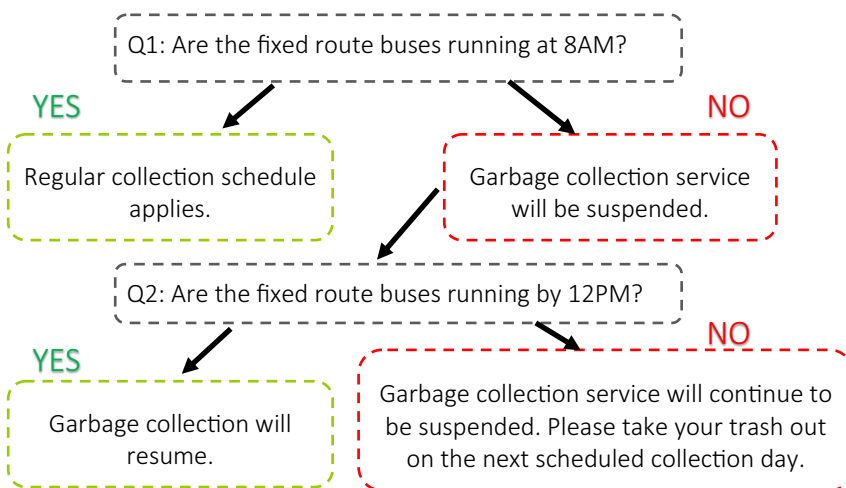 Q1: Are the fixed route buses running at 8AM?
YES
NO
Regular collection schedule
applies.
Garbage collection service
will be suspended.
Q2: Are the fixed route buses running by 12PM?
YES
NO
Garbage collection will
resume.
Garbage collection service will continue to
be suspended. Please take your trash out
on the next scheduled collection day.